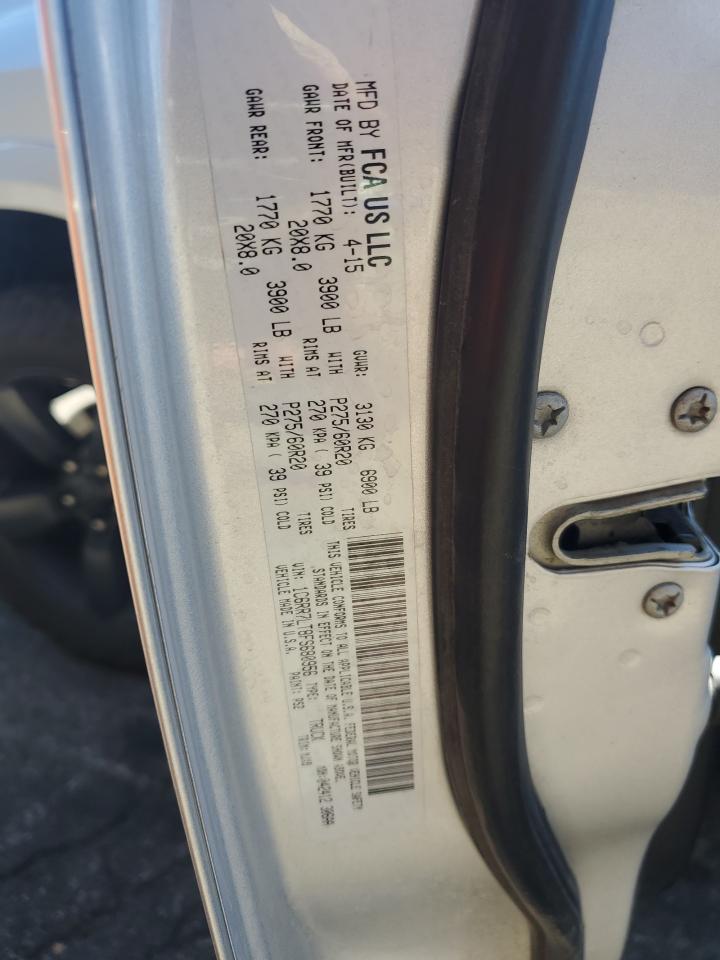 MFD BY FCA US LLC
DATE OF MFR(BUILT): 4-15 GVWR: 3130 KG 6900 LB
GAWR FRONT: 1770 KG 3900 LB WITH P275/60R20 TIRES
20X8.0 RIMS AT 270 KPA ( 39 PSI) COLD
GAWR REAR: 1770 KG 3900 LB WITH P275/60R20 TIRES
20X8.0 RIMS AT 270 KPA ( 39 PSI) COLD
THIS VEHICLE CONFORMS TO ALL APPLICABLE U.S.A. FEDERAL MOTOR VEHICLE SAFETY
STANDARDS IN EFFECT ON THE DATE OF MANUFACTURE SHOWN ABOVE.
VIN: 1C6RR7LT8FS680956 TYPE: TRUCK
VEHICLE MADE IN U.S.A. PAINT: PS2